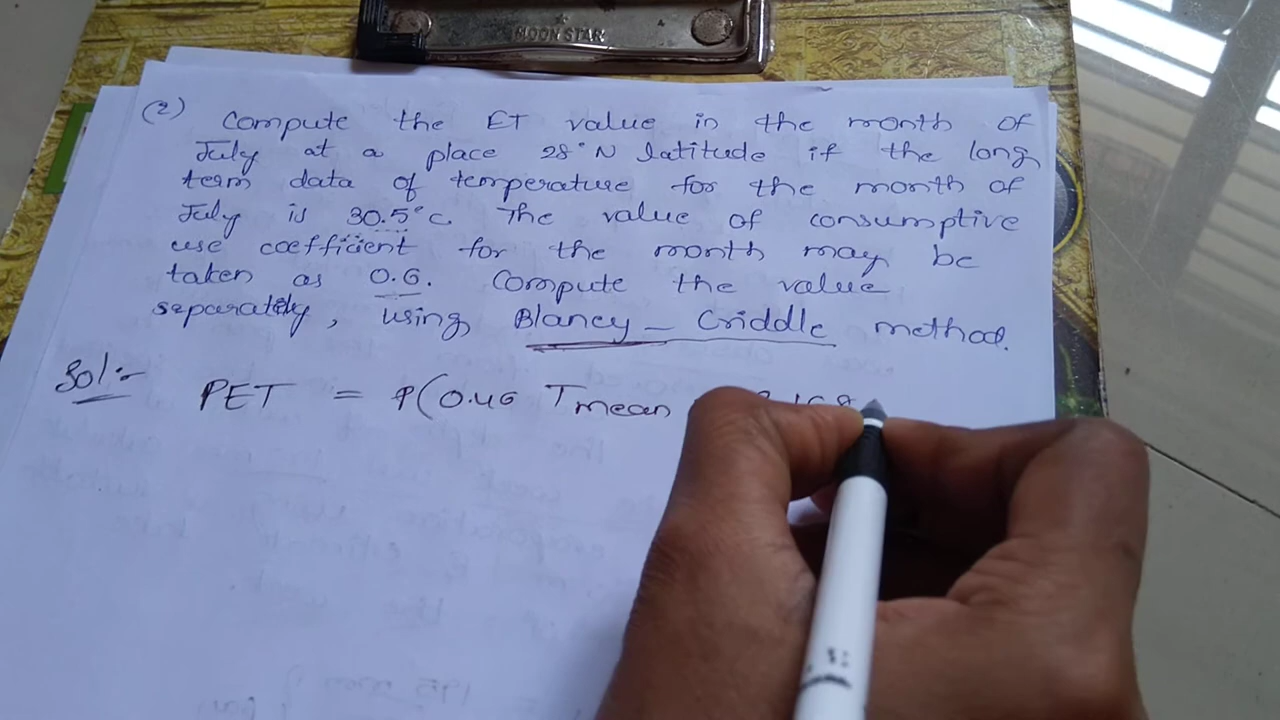 MOON STAR
(2) Compute the ET value in the month of
July at a place 28°N latitude if the long
term data of temperature for the month of
July is 30.5°C. The value of consumptive
use coefficient for the month may be
taken as 0.6. Compute the value
separately, using Blaney - Criddle method.
Sol:- PET = P(0.46 Tmean